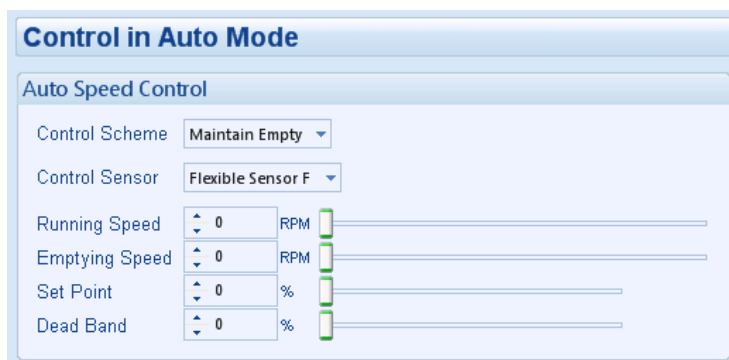 Control in Auto Mode
Auto Speed Control
Control Scheme Maintain Empty
Control Sensor Flexible Sensor F
Running Speed 0 RPM
Emptying Speed 0 RPM
Set Point 0 %
Dead Band 0 %